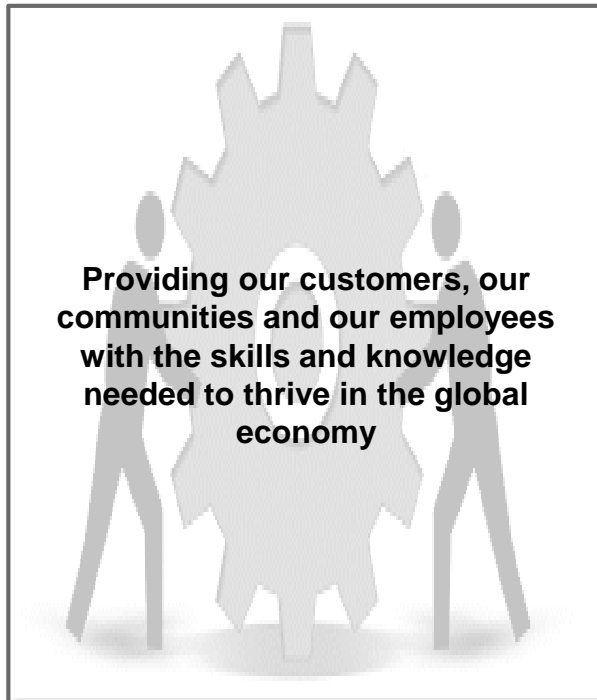 Providing our customers, our
communities and our employees
with the skills and knowledge
needed to thrive in the global
economy